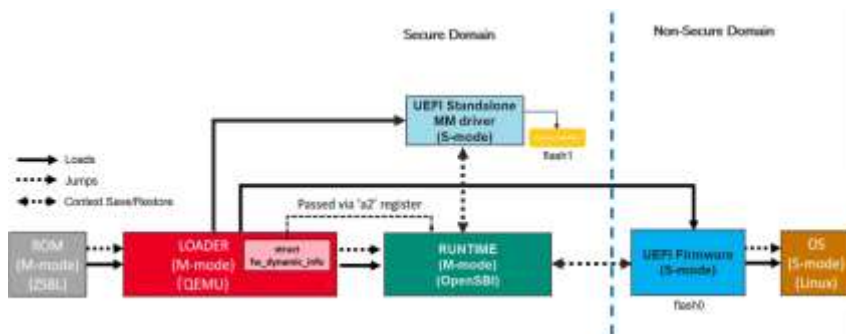 Secure Domain
Non-Secure Domain
UEFI Standalone
MM driver
(S-mode)
flash1
Loads
Jumps
Context Save/Restore
Passed via 'a2' register
ROM
(M-mode)
(ZSBL)
LOADER
(M-mode)
(QEMU)
struct
fw_dynamic_info
RUNTIME
(M-mode)
(OpenSBI)
UEFI Firmware
(S-mode)
flash0
OS
(S-mode)
(Linux)